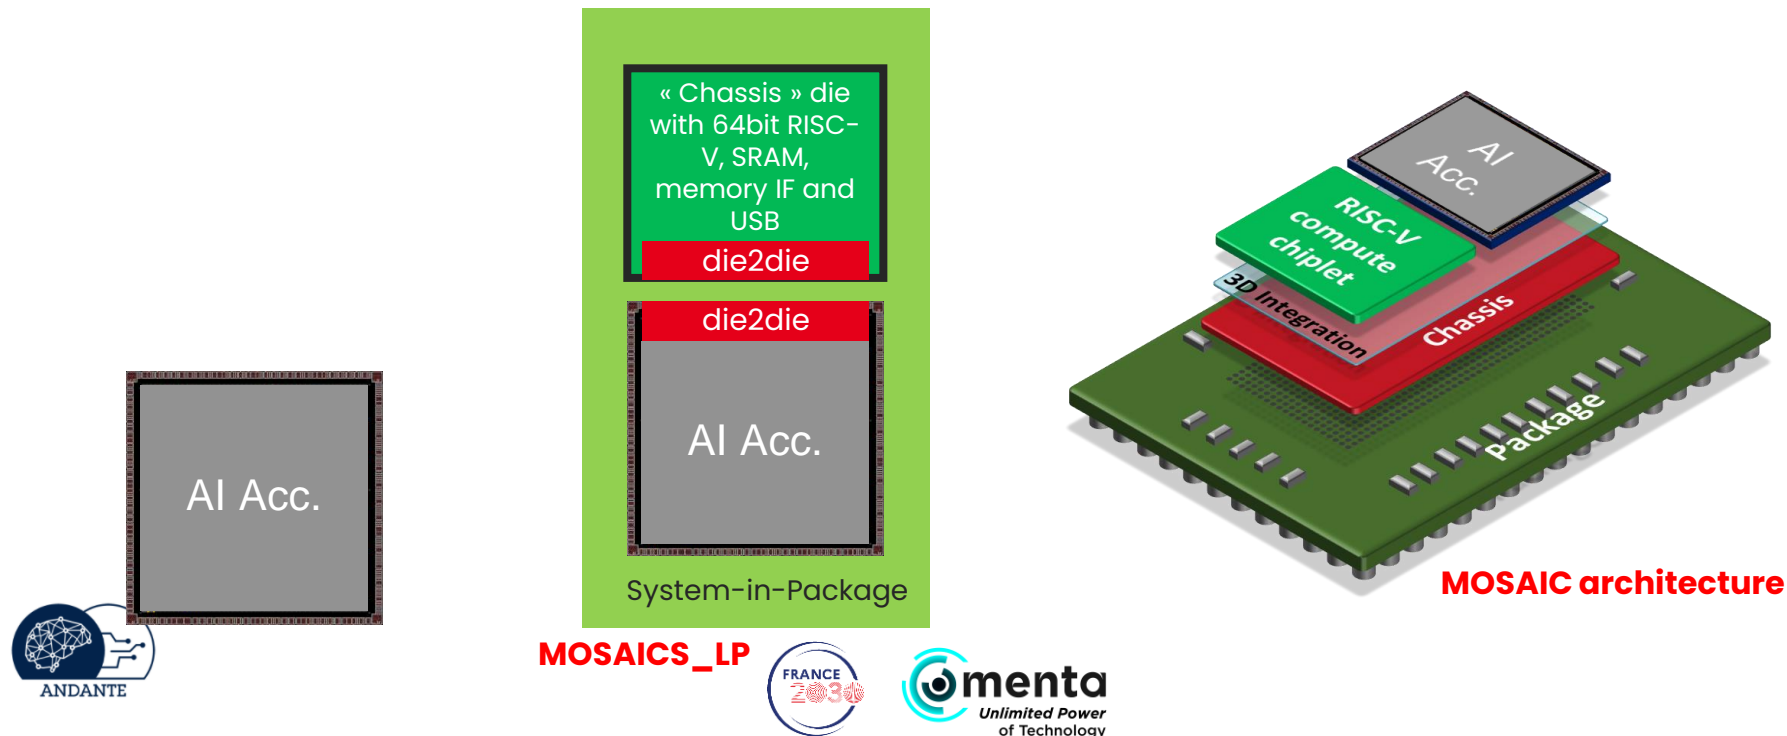 AI Acc.
ANDANTE
« Chassis » die
with 64bit RISC-
V, SRAM,
memory IF and
USB
die2die
die2die
AI Acc.
System-in-Package
MOSAICS_LP
FRANCE
2030
menta
Unlimited Power
of Technology
AI
Acc.
RISC-V
compute
chiplet
3D Integration
Chassis
Package
MOSAIC architecture